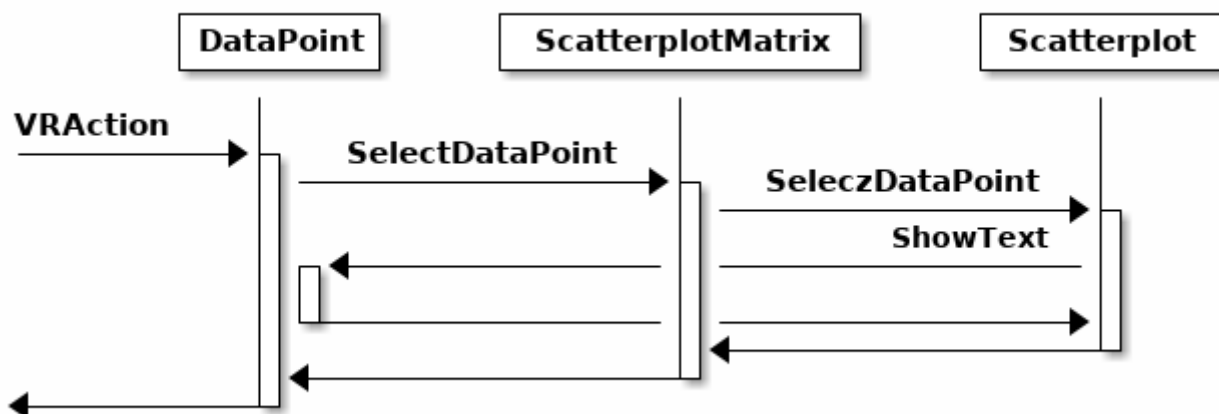 DataPoint
ScatterplotMatrix
Scatterplot
VRAction
SelectDataPoint
SeleczDataPoint
ShowText